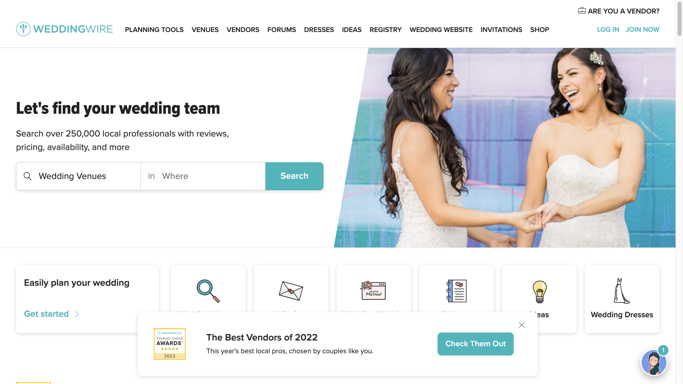 ARE YOU A VENDOR?
WEDDINGWIRE
PLANNING TOOLS VENUES VENDORS FORUMS DRESSES IDEAS REGISTRY WEDDING WEBSITE INVITATIONS SHOP
LOG IN JOIN NOW
Let's find your wedding team
Search over 250,000 local professionals with reviews,
pricing, availability, and more
Wedding Venues in Where Search
Easily plan your wedding
Get started
Wedding Dresses
The Best Vendors of 2022
This year's best local pros, chosen by couples like you.
Check Them Out
COUPLES' CHOICE
AWARDS
2022
1